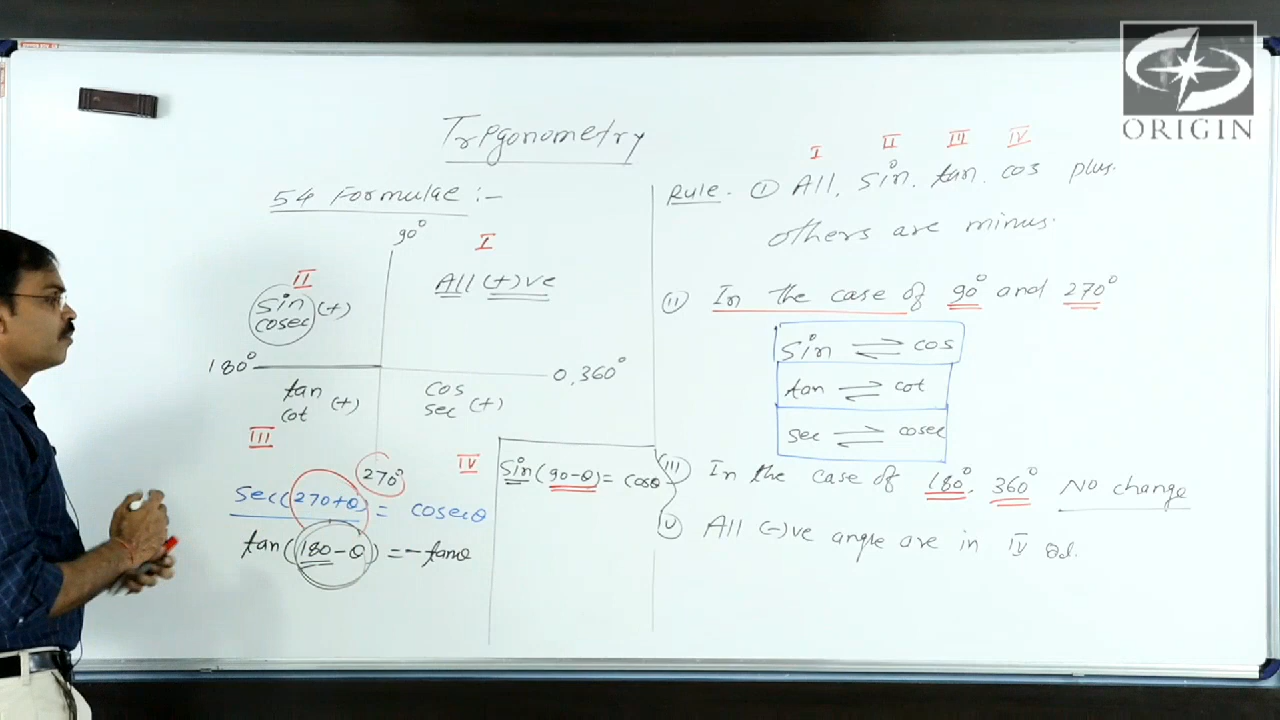 ORIGIN
Trigonometry
54 Formulae :-
90°
I
II
All (+)ve
sin
cosec (+)
180°
0, 360°
tan
cot (+)
cos
sec (+)
III
IV
270°
sec(270+θ) = cosecθ
tan(180-θ) = -tanθ
sin(90-θ) = cosθ
I II III IV
Rule. (I) All, sin. tan. cos plus.
others are minus.
(II) In the case of 90° and 270°
sin ⇌ cos
tan ⇌ cot
sec ⇌ cosec
(III) In the case of 180°, 360° No change
All (-)ve angle are in IV Qd.